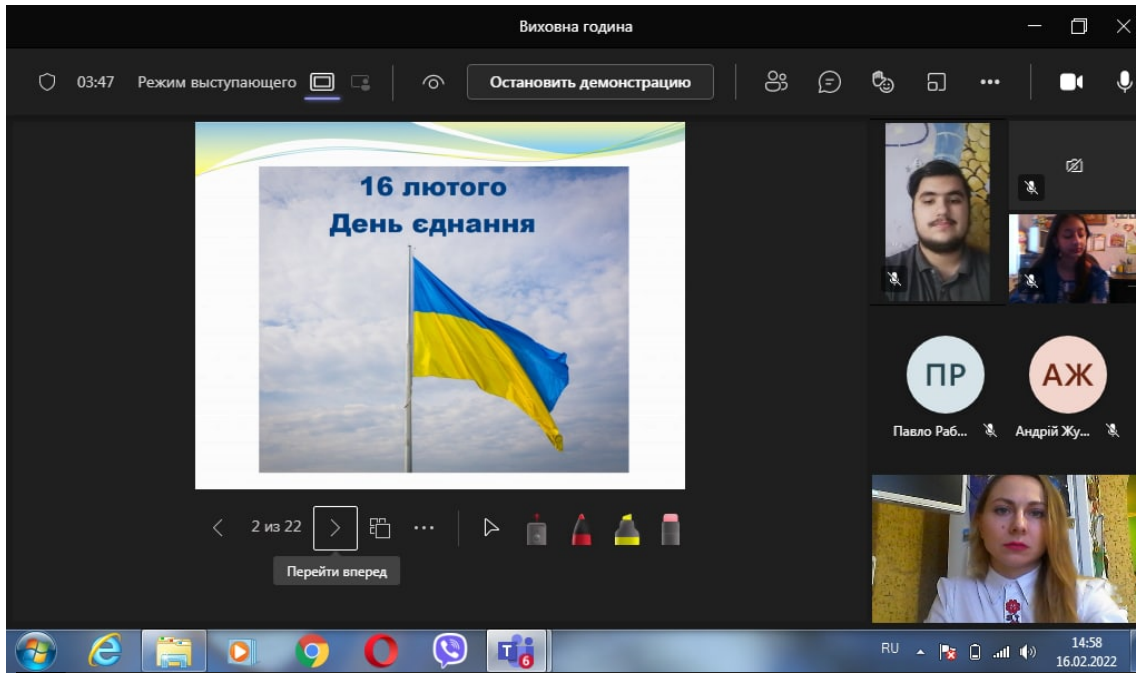 Виховна година
03:47 Режим выступающего
Остановить демонстрацию
16 лютого
День єднання
ПР
АЖ
Павло Раб...
Андрій Жу...
2 из 22
Перейти вперед
RU
14:58
16.02.2022
T
6